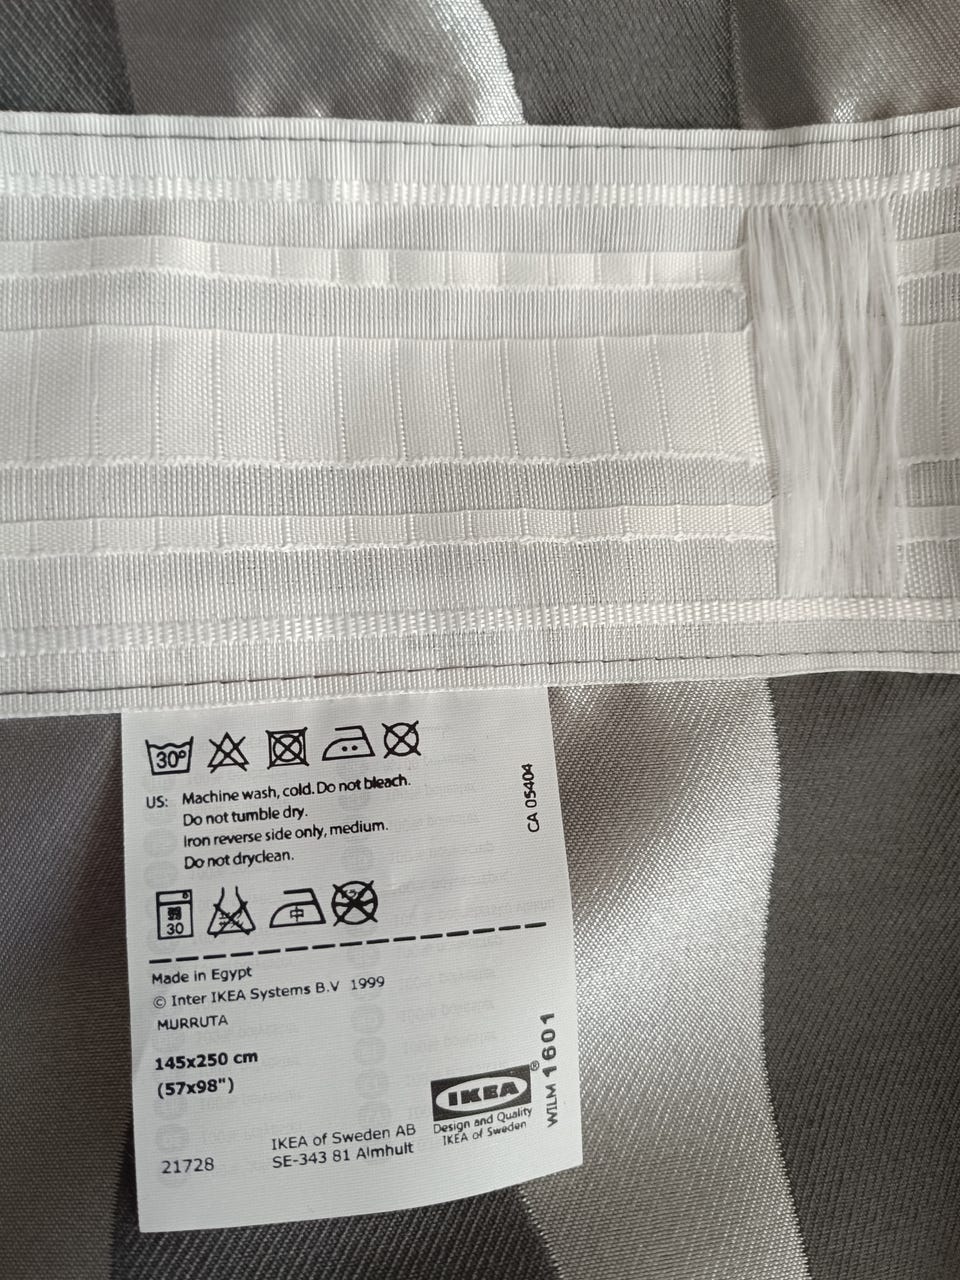 30°
US: Machine wash, cold. Do not bleach.
Do not tumble dry.
Iron reverse side only, medium.
Do not dryclean.
CA 05404
30
中
Made in Egypt
© Inter IKEA Systems B.V 1999
MURRUTA
145x250 cm
(57x98")
IKEA®
Design and Quality
IKEA of Sweden
WILM 1601
IKEA of Sweden AB
SE-343 81 Almhult
21728